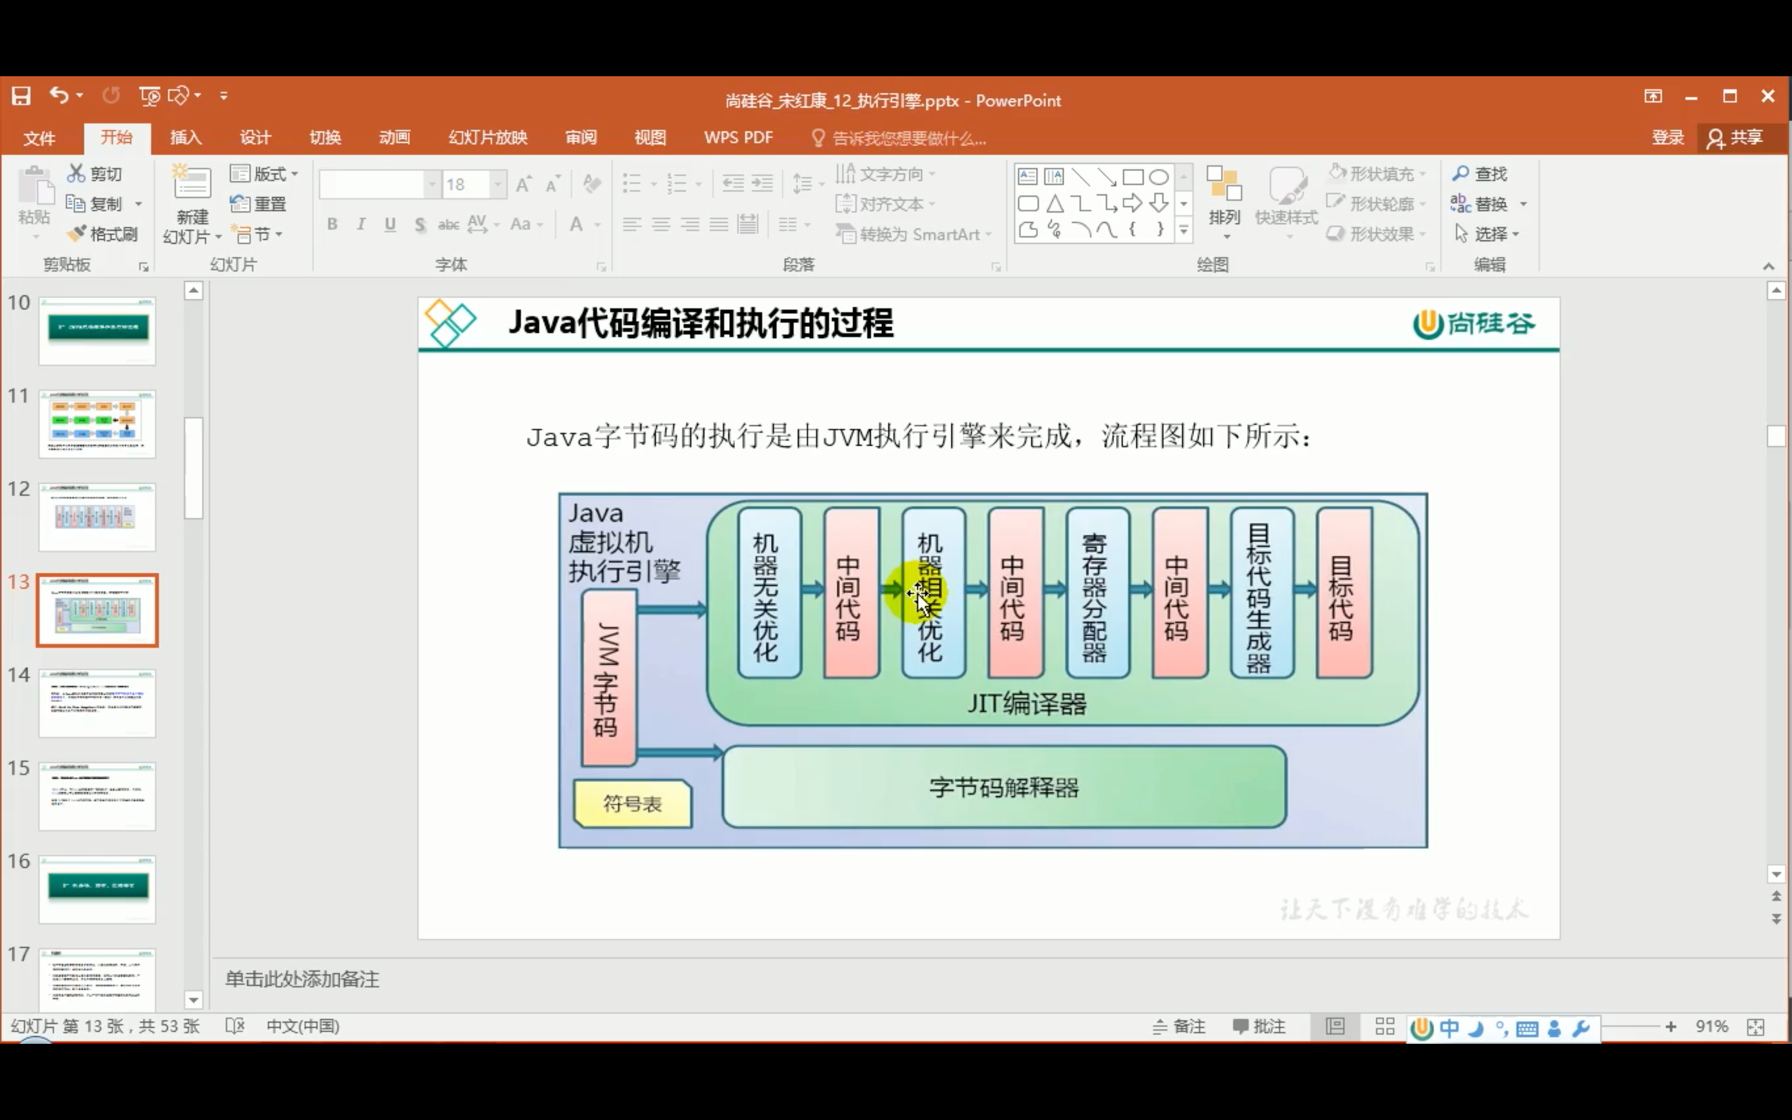 尚硅谷_宋红康_12_执行引擎.pptx - PowerPoint
文件 开始 插入 设计 切换 动画 幻灯片放映 审阅 视图 WPS PDF 告诉我您想要做什么... 登录 共享
粘贴 剪切 复制 格式刷 剪贴板
新建 幻灯片 版式 重置 节 幻灯片
18 B I U S abc AV Aa A 字体
文字方向 对齐文本 转换为 SmartArt 段落
排列 快速样式 形状填充 形状轮廓 形状效果 绘图
查找 替换 选择 编辑
10
11
12
13
14
15
16
17
Java代码编译和执行的过程
尚硅谷
Java字节码的执行是由JVM执行引擎来完成，流程图如下所示：
Java
虚拟机
执行引擎
JVM字节码
符号表
机器无关优化
中间代码
机器相关优化
中间代码
寄存器分配器
中间代码
目标代码生成器
目标代码
JIT编译器
字节码解释器
让天下没有难学的技术
单击此处添加备注
幻灯片 第 13 张，共 53 张 中文(中国) 备注 批注 中 91%